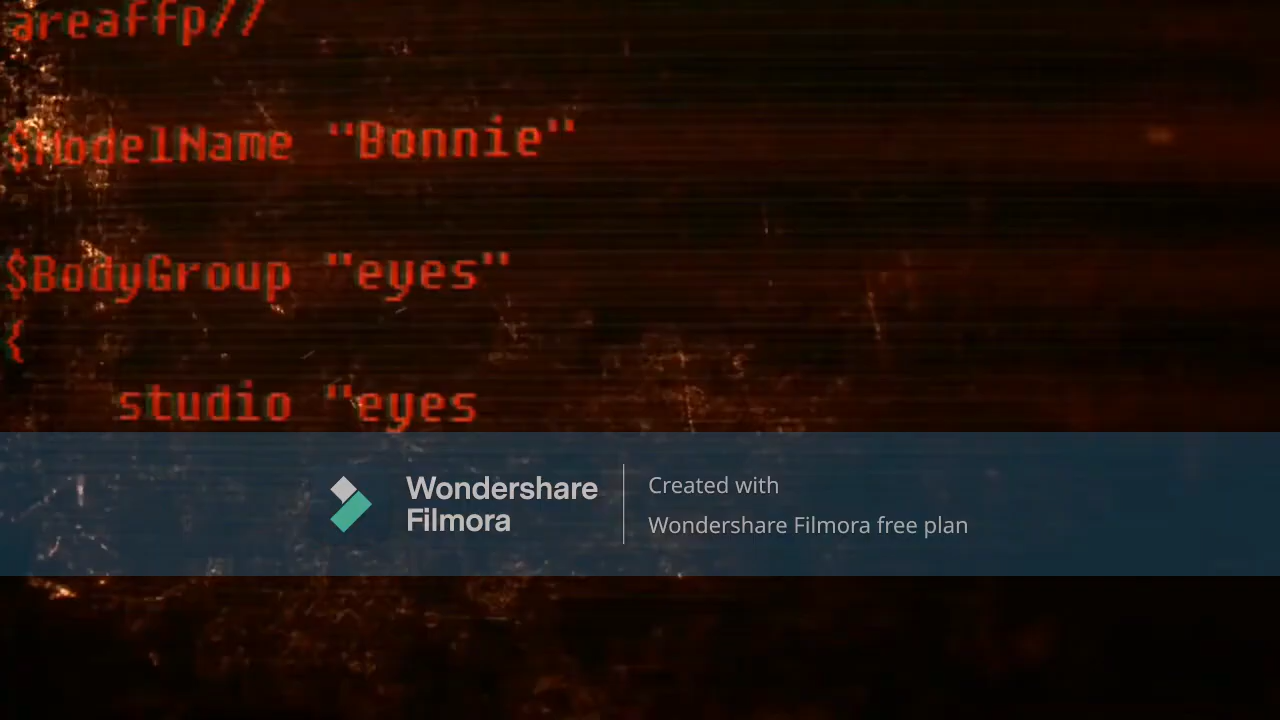 areaffp//
$ModelName "Bonnie"
$BodyGroup "eyes"
{
studio "eyes
Wondershare
Filmora
Created with
Wondershare Filmora free plan